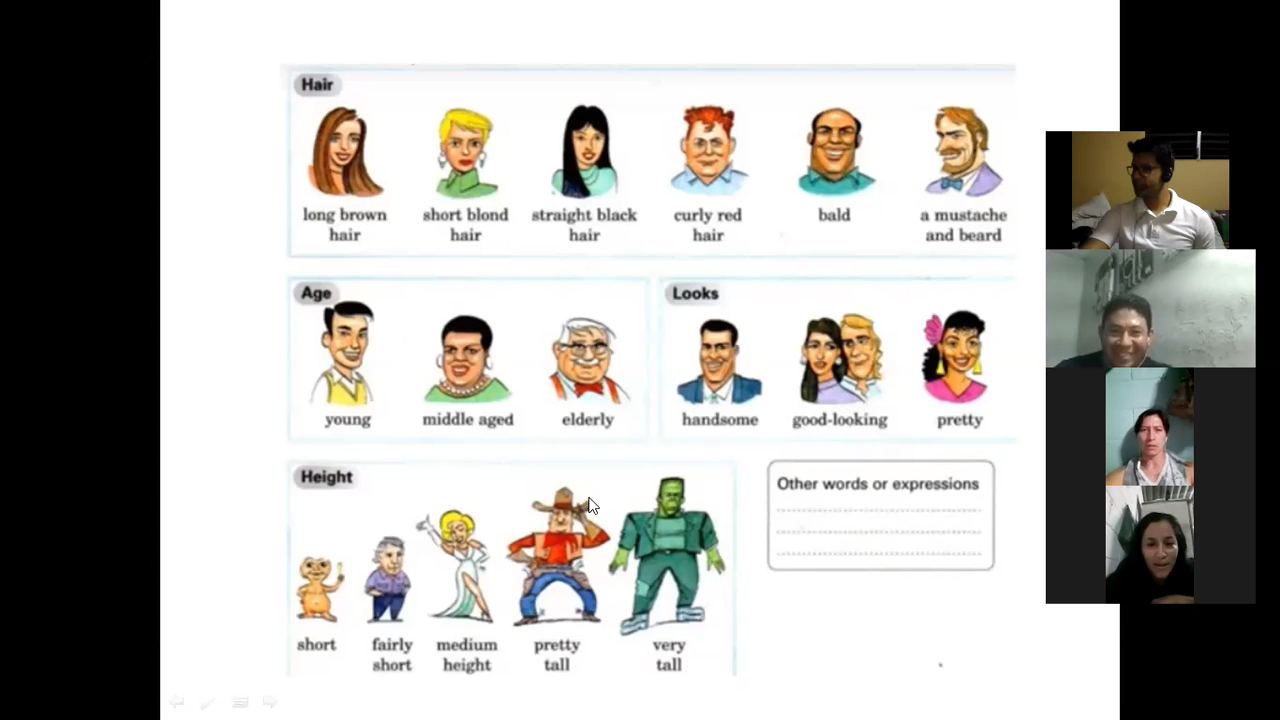 Hair
long brown
hair
short blond
hair
straight black
hair
curly red
hair
bald
a mustache
and beard
Age
young
middle aged
elderly
Looks
handsome
good-looking
pretty
Height
short
fairly
short
medium
height
pretty
tall
very
tall
Other words or expressions